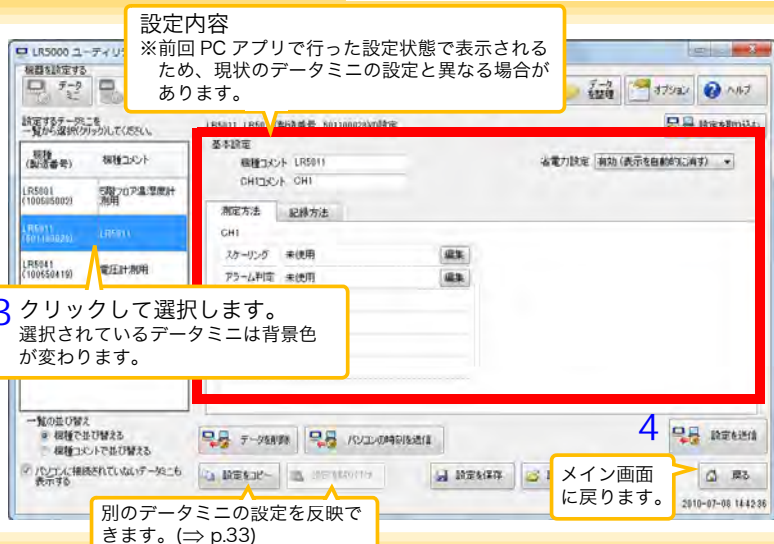 設定内容
※前回 PC アプリで行った設定状態で表示される
ため、現状のデータミニの設定と異なる場合が
あります。
LR5000 ユーティリ
機器を設定する
データミニ
データを整理
オプション
ヘルプ
設定するデータミニを
一覧から選択(クリック)してください。
設定を取り込む
機種
(製造番号)
機種コメント
LR5001
(100505002)
5階フロア温湿度計
測用
LR5011
LR5011
LR5041
(100550419)
電圧計測用
基本設定
機種コメント LR5011
省電力設定 有効 (表示を自動的に消す)
CH1コメント CH1
測定方法 記録方法
CH1
スケーリング 未使用 編集
アラーム判定 未使用 編集
3 クリックして選択します。
選択されているデータミニは背景色
が変わります。
一覧の並び替え
機種で並び替える
機種コメントで並び替える
パソコンに接続されていないデータミニも
表示する
データを削除
パソコンの時刻を送信
4
設定を送信
設定をコピー
設定を保存
戻る
メイン画面
に戻ります。
2010-07-08 14:42:36
別のデータミニの設定を反映で
きます。(⇒ p.33)